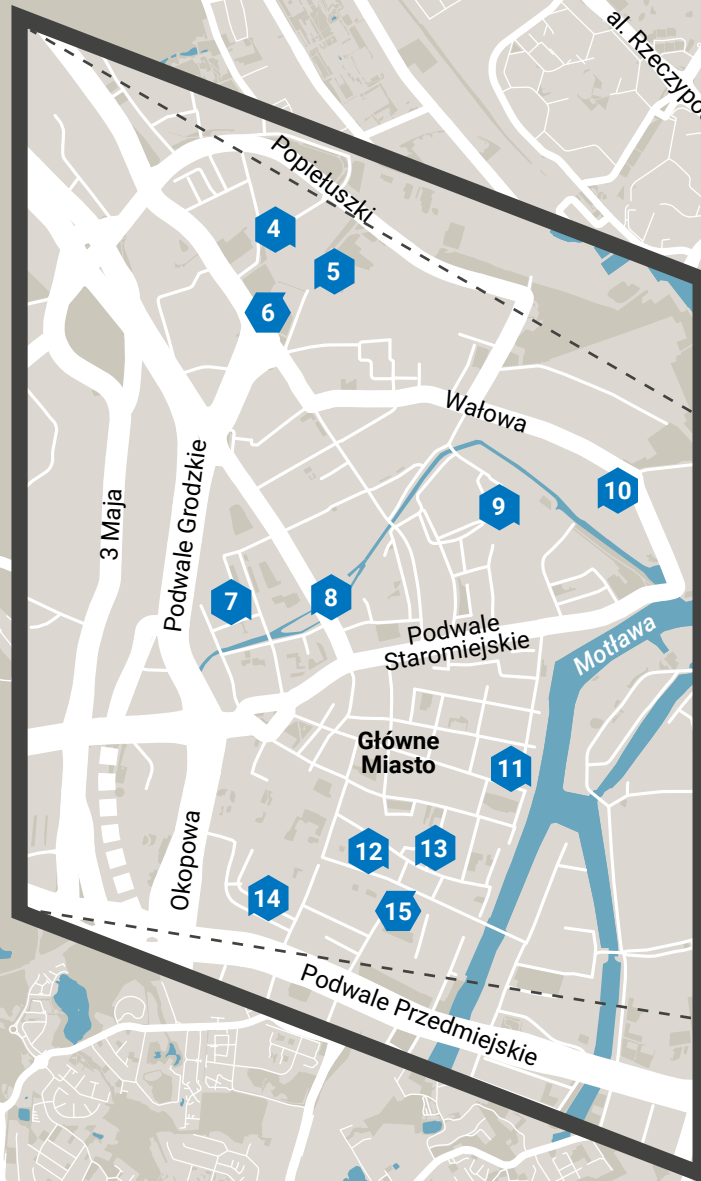 al. Rzeczypo
Popiełuszki
4
5
6
Wałowa
Podwale Grodzkie
3 Maja
10
9
7
8
Podwale
Staromiejskie
Motława
Główne
Miasto
11
Okopowa
12
13
14
15
Podwale Przedmiejskie